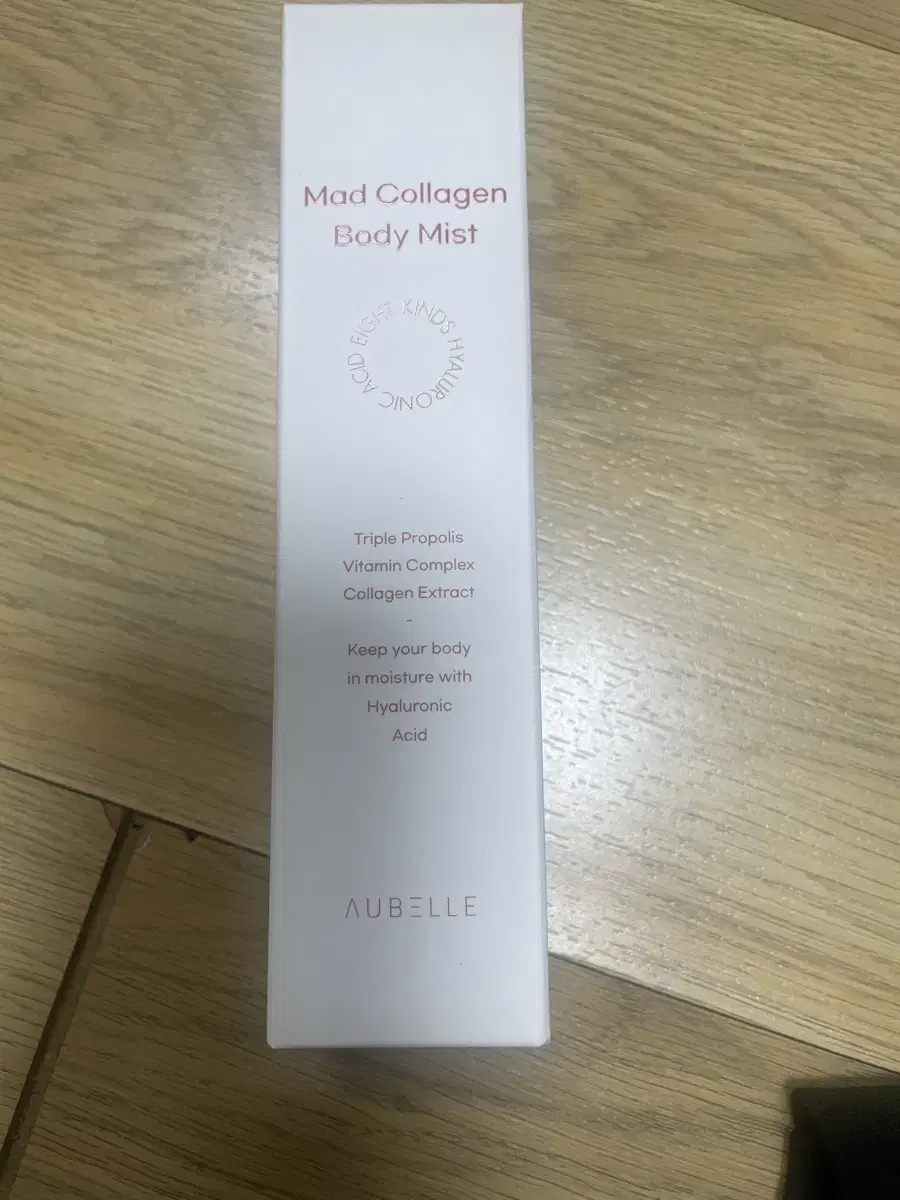 Mad Collagen
Body Mist
EIGHT KINDS HYALURONIC ACID
Triple Propolis
Vitamin Complex
Collagen Extract
-
Keep your body
in moisture with
Hyaluronic
Acid
AUBELLE